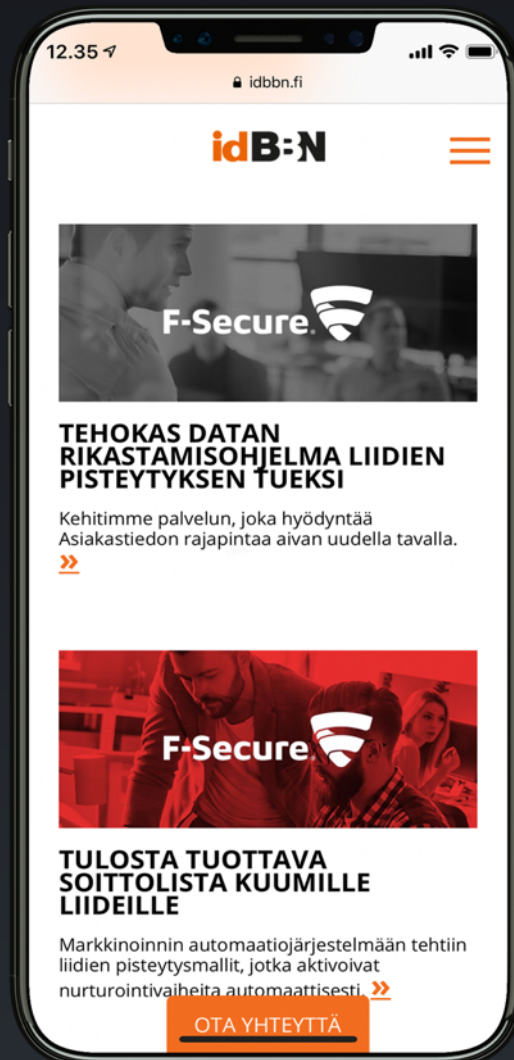 12.35
idbbn.fi
idBBN
F-Secure.
TEHOKAS DATAN
RIKASTAMISOHJELMA LIIDIEN
PISTEYTYKSEN TUEKSI
Kehitimme palvelun, joka hyödyntää
Asiakastiedon rajapintaa aivan uudella tavalla.
»
F-Secure.
TULOSTA TUOTTAVA
SOITTOLISTA KUUMILLE
LIIDEILLE
Markkinoinnin automaatiojärjestelmään tehtiin
liidien pisteytysmallit, jotka aktivoivat
nurturointivaiheita automaattisesti. »
OTA YHTEYTTÄ